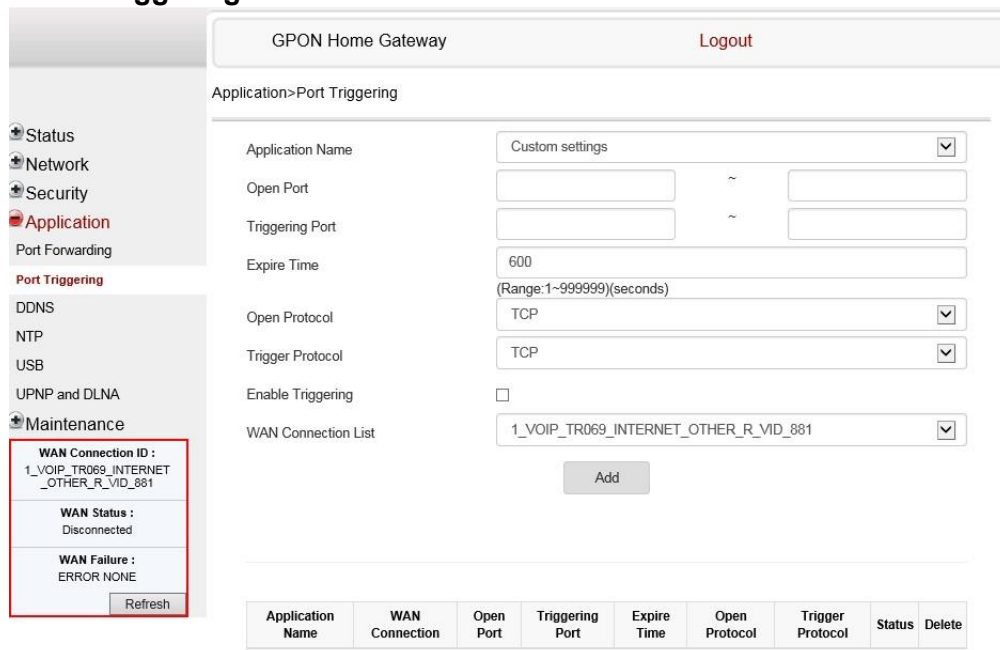 GPON Home Gateway
Logout
Application>Port Triggering
Status
Network
Security
Application
Port Forwarding
Port Triggering
DDNS
NTP
USB
UPNP and DLNA
Maintenance
WAN Connection ID :
1_VOIP_TR069_INTERNET
_OTHER_R_VID_881
WAN Status :
Disconnected
WAN Failure :
ERROR NONE
Refresh
Application Name
Custom settings
Open Port
~
Triggering Port
~
Expire Time
600
(Range:1~999999)(seconds)
Open Protocol
TCP
Trigger Protocol
TCP
Enable Triggering
WAN Connection List
1_VOIP_TR069_INTERNET_OTHER_R_VID_881
Add
Application Name
WAN Connection
Open Port
Triggering Port
Expire Time
Open Protocol
Trigger Protocol
Status
Delete